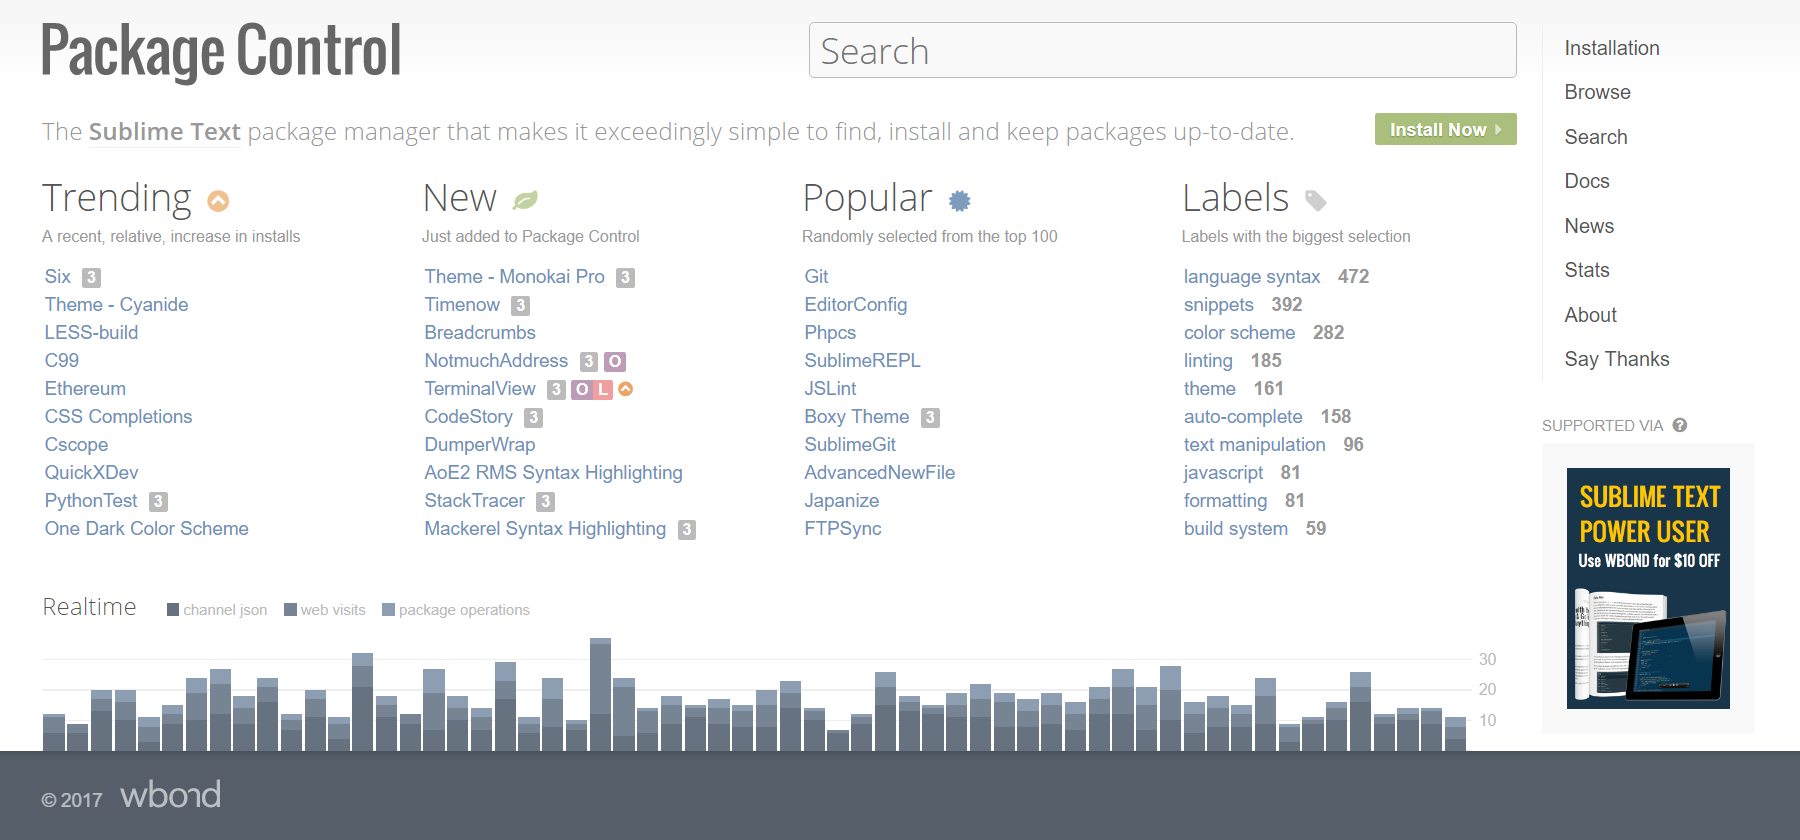 Package Control
Search
The Sublime Text package manager that makes it exceedingly simple to find, install and keep packages up-to-date.
Install Now
Trending
A recent, relative, increase in installs
Six 3
Theme - Cyanide
LESS-build
C99
Ethereum
CSS Completions
Cscope
QuickXDev
PythonTest 3
One Dark Color Scheme
New
Just added to Package Control
Theme - Monokai Pro 3
Timenow 3
Breadcrumbs
NotmuchAddress 3 O
TerminalView 3 O L
CodeStory 3
DumperWrap
AoE2 RMS Syntax Highlighting
StackTracer 3
Mackerel Syntax Highlighting 3
Popular
Randomly selected from the top 100
Git
EditorConfig
Phpcs
SublimeREPL
JSLint
Boxy Theme 3
SublimeGit
AdvancedNewFile
Japanize
FTPSync
Labels
Labels with the biggest selection
language syntax 472
snippets 392
color scheme 282
linting 185
theme 161
auto-complete 158
text manipulation 96
javascript 81
formatting 81
build system 59
Installation
Browse
Search
Docs
News
Stats
About
Say Thanks
SUPPORTED VIA ?
SUBLIME TEXT
POWER USER
Use WBOND for $10 OFF
Realtime channel json web visits package operations
30
20
10
© 2017 wbond